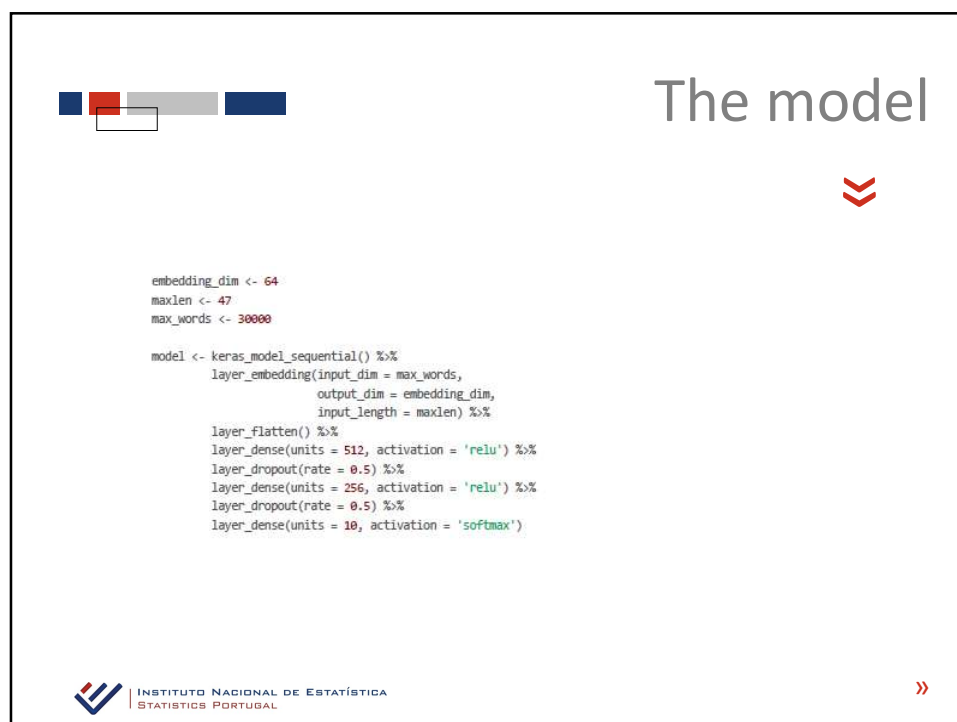 The model
embedding_dim <- 64
maxlen <- 47
max_words <- 30000
model <- keras_model_sequential() %>%
layer_embedding(input_dim = max_words,
output_dim = embedding_dim,
input_length = maxlen) %>%
layer_flatten() %>%
layer_dense(units = 512, activation = 'relu') %>%
layer_dropout(rate = 0.5) %>%
layer_dense(units = 256, activation = 'relu') %>%
layer_dropout(rate = 0.5) %>%
layer_dense(units = 10, activation = 'softmax')
INSTITUTO NACIONAL DE ESTATÍSTICA
STATISTICS PORTUGAL
»